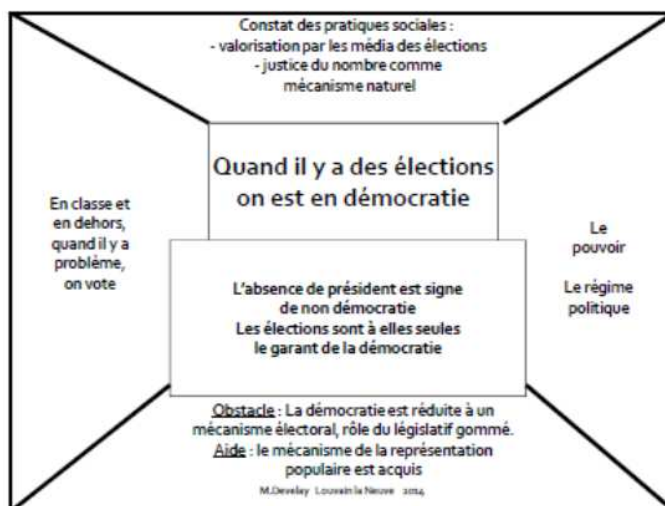 Constat des pratiques sociales :
- valorisation par les média des élections
- justice du nombre comme
mécanisme naturel
Quand il y a des élections
on est en démocratie
En classe et
en dehors,
quand il y a
problème,
on vote
Le
pouvoir
Le régime
politique
L'absence de président est signe
de non démocratie
Les élections sont à elles seules
le garant de la démocratie
Obstacle : La démocratie est réduite à un
mécanisme électoral, rôle du législatif gommé.
Aide : le mécanisme de la représentation
populaire est acquis
M.Develay Louvain la Neuve 2014